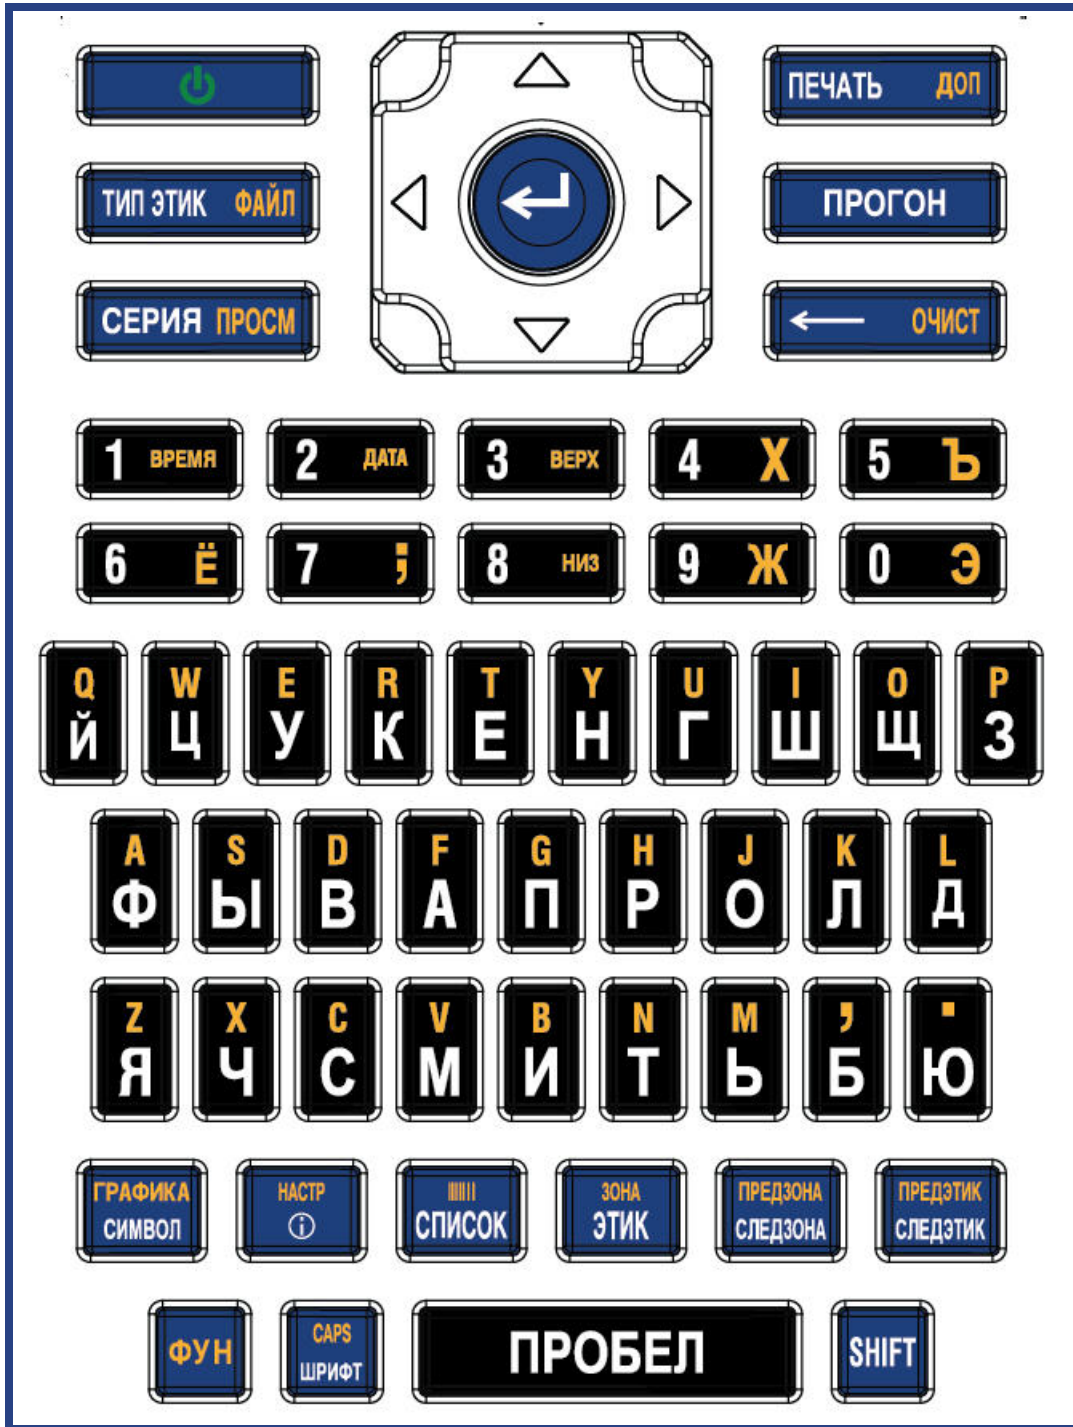 ПЕЧАТЬ ДОП
ТИП ЭТИК ФАЙЛ
ПРОГОН
СЕРИЯ ПРОСМ
ОЧИСТ
1 ВРЕМЯ 2 ДАТА 3 ВЕРХ 4 Х 5 Ъ
6 Ё 7 ; 8 НИЗ 9 Ж 0 Э
Q W E R T Y U I O P
Й Ц У К Е Н Г Ш Щ З
A S D F G H J K L
Ф Ы В А П Р О Л Д
Z X C V B N M , .
Я Ч С М И Т Ь Б Ю
ГРАФИКА НАСТР ЗОНА ПРЕДЗОНА ПРЕДЭТИК
СИМВОЛ СПИСОК ЭТИК СЛЕДЗОНА СЛЕДЭТИК
ФУН CAPS ПРОБЕЛ SHIFT
ШРИФТ